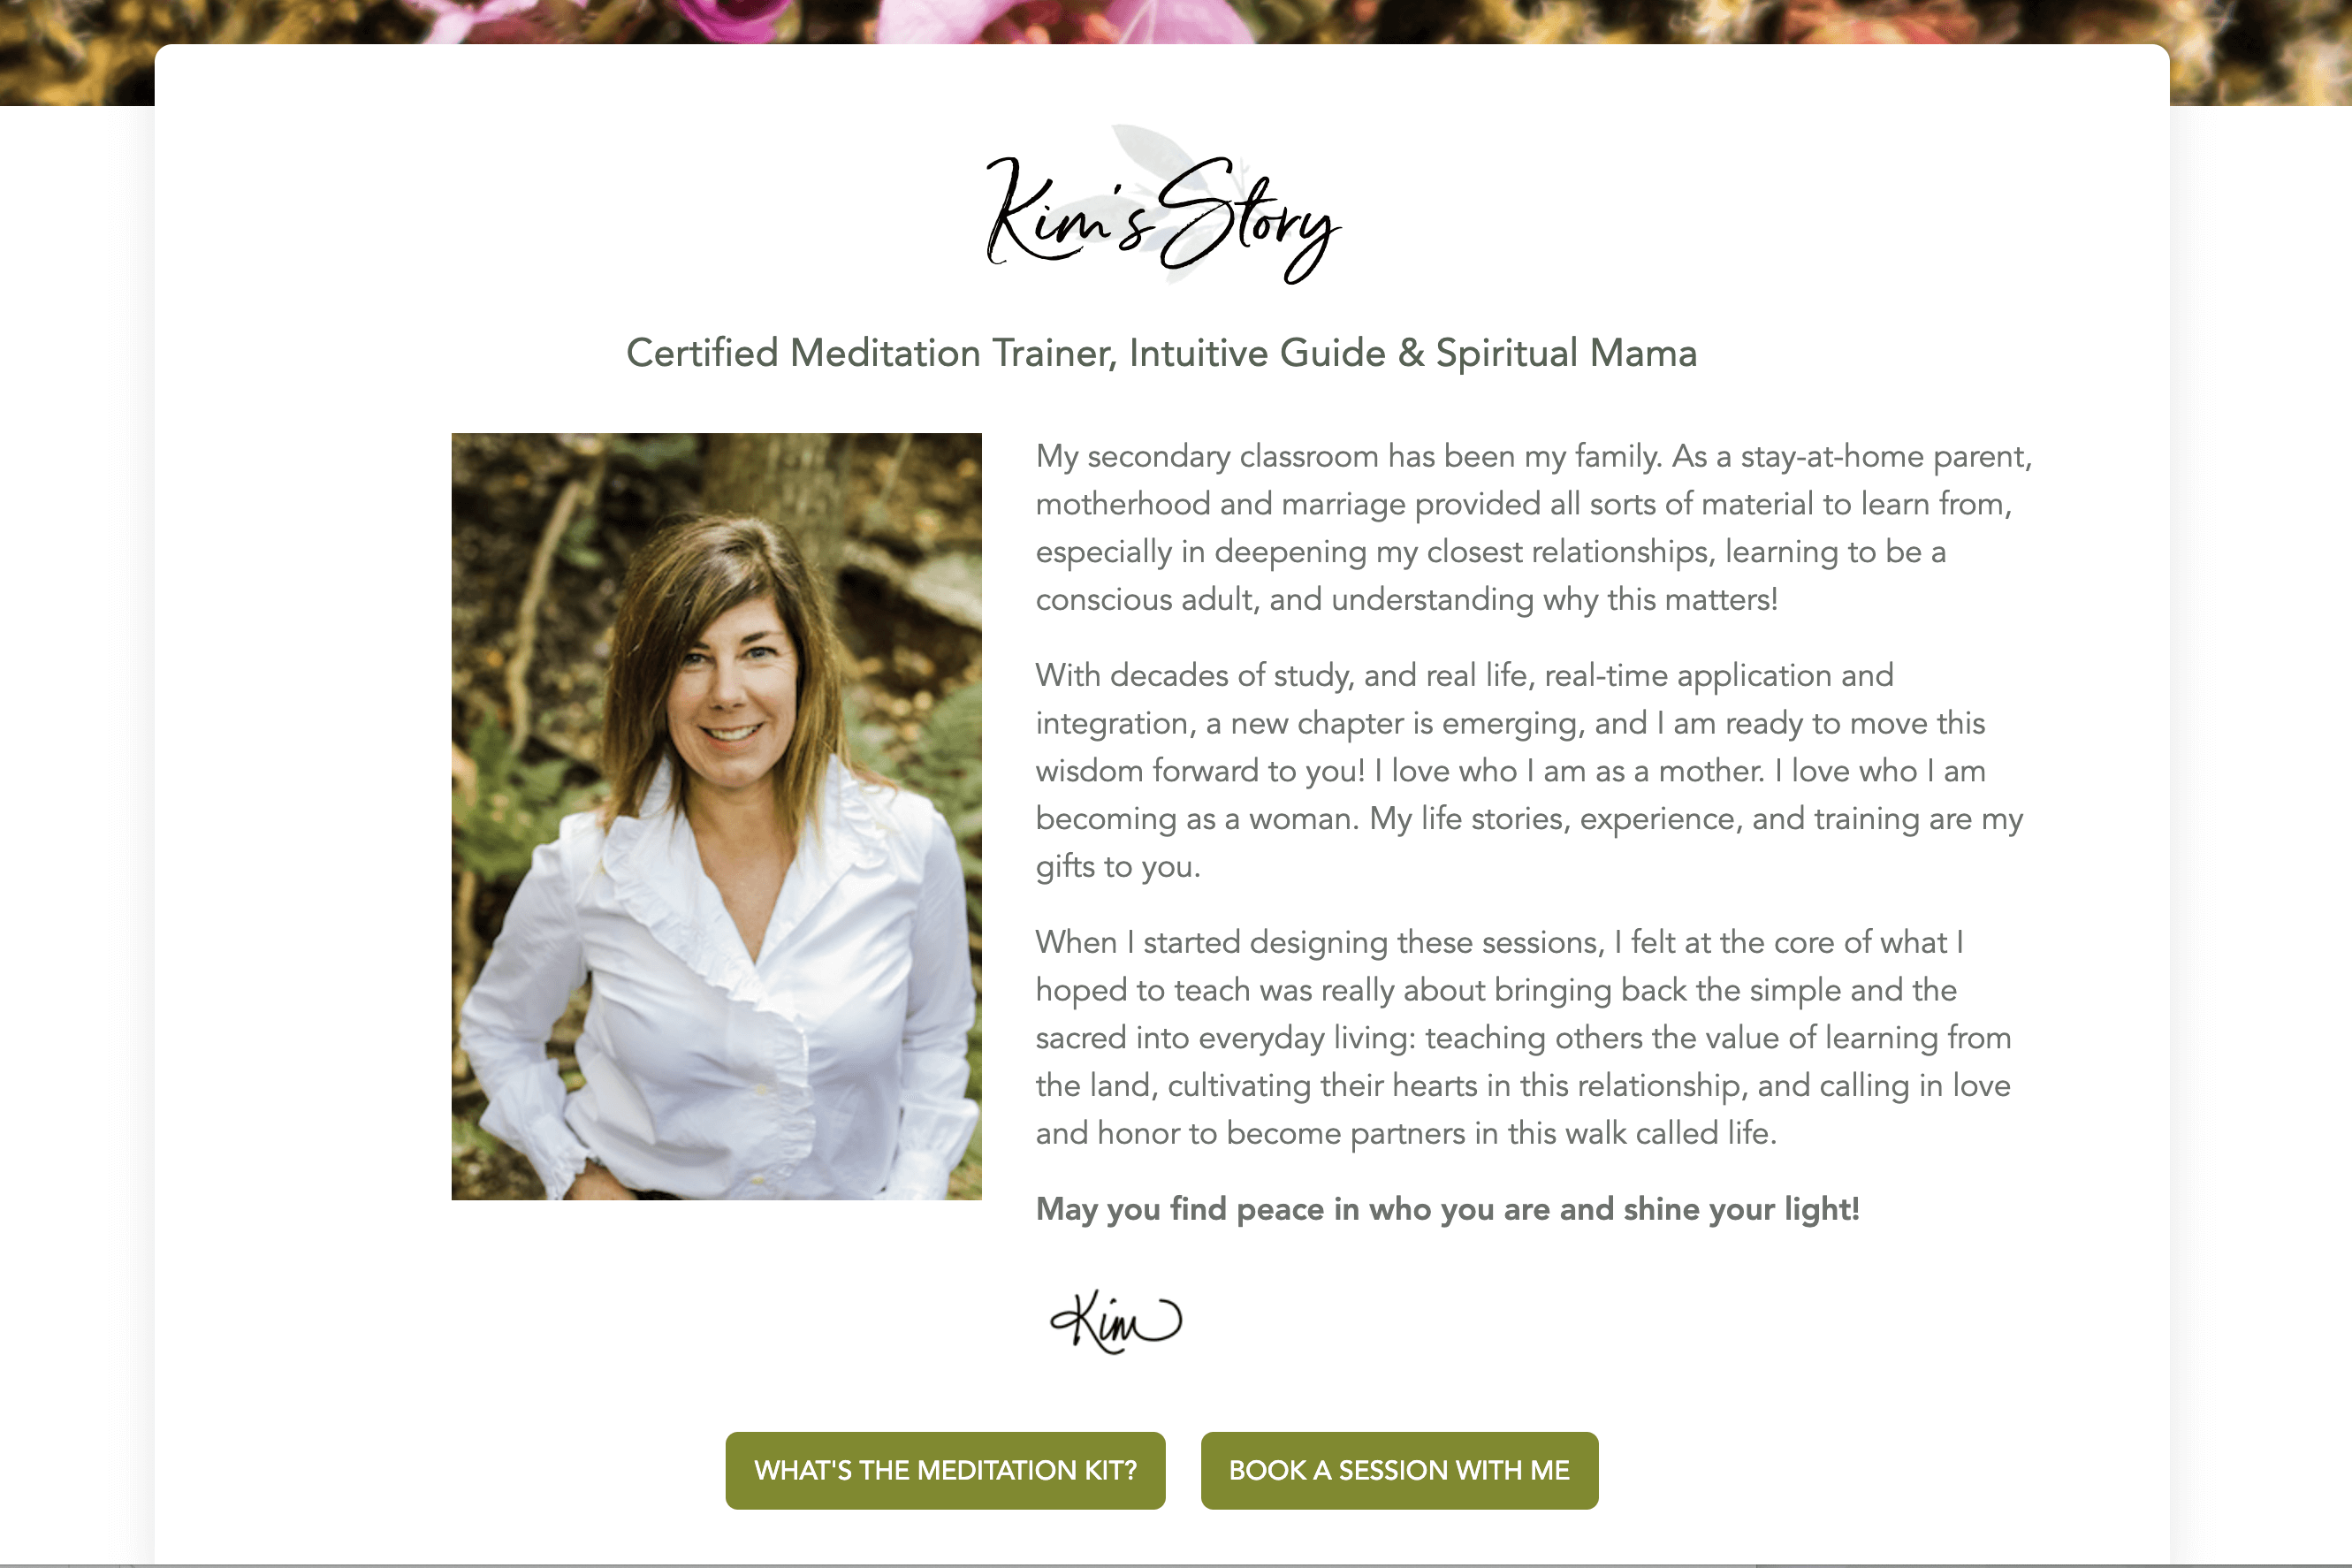 Kim's Story
Certified Meditation Trainer, Intuitive Guide & Spiritual Mama
My secondary classroom has been my family. As a stay-at-home parent,
motherhood and marriage provided all sorts of material to learn from,
especially in deepening my closest relationships, learning to be a
conscious adult, and understanding why this matters!
With decades of study, and real life, real-time application and
integration, a new chapter is emerging, and I am ready to move this
wisdom forward to you! I love who I am as a mother. I love who I am
becoming as a woman. My life stories, experience, and training are my
gifts to you.
When I started designing these sessions, I felt at the core of what I
hoped to teach was really about bringing back the simple and the
sacred into everyday living: teaching others the value of learning from
the land, cultivating their hearts in this relationship, and calling in love
and honor to become partners in this walk called life.
May you find peace in who you are and shine your light!
Kim
WHAT'S THE MEDITATION KIT?
BOOK A SESSION WITH ME